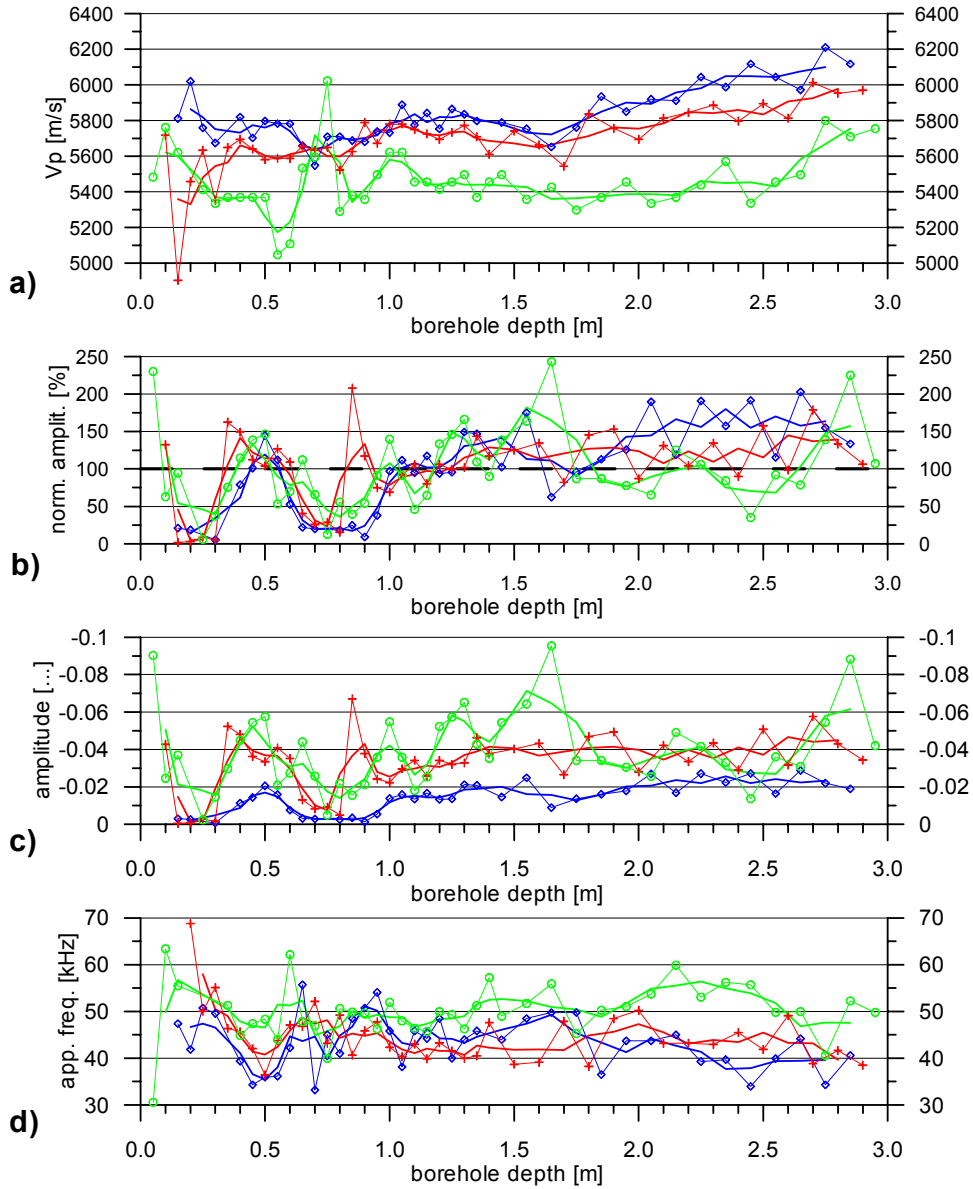 6400 6400
6200 6200
6000 6000
5800 5800
5600 5600
5400 5400
5200 5200
5000 5000
Vp [m/s]
a)
0.0 0.5 1.0 1.5 2.0 2.5 3.0
borehole depth [m]
250 250
200 200
150 150
100 100
50 50
0 0
norm. amplit. [%]
b)
0.0 0.5 1.0 1.5 2.0 2.5 3.0
borehole depth [m]
-0.1 -0.1
-0.08 -0.08
-0.06 -0.06
-0.04 -0.04
-0.02 -0.02
0 0
amplitude [...]
c)
0.0 0.5 1.0 1.5 2.0 2.5 3.0
borehole depth [m]
70 70
60 60
50 50
40 40
30 30
app. freq. [kHz]
d)
0.0 0.5 1.0 1.5 2.0 2.5 3.0
borehole depth [m]